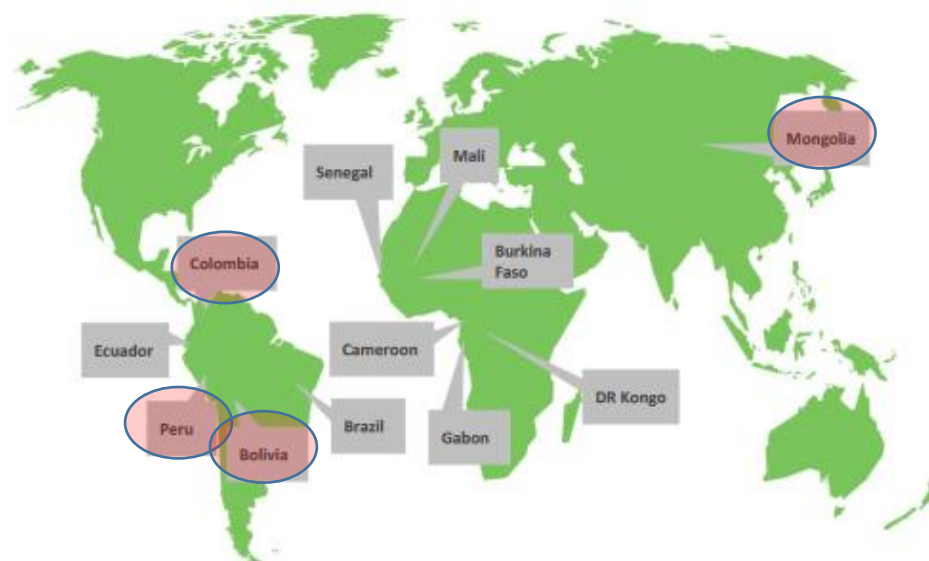 Mongolia
Mali
Senegal
Burkina
Faso
Colombia
Ecuador
Cameroon
DR Kongo
Peru
Brazil
Gabon
Bolivia